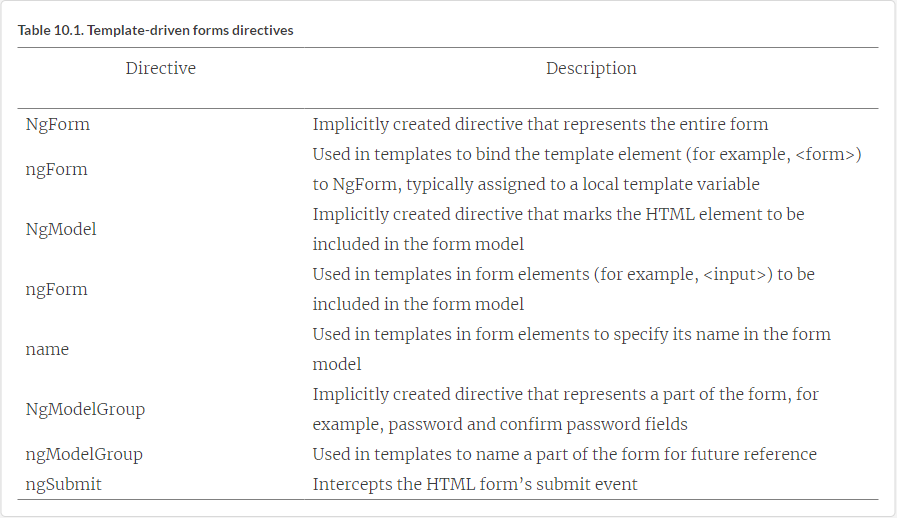 Table 10.1. Template-driven forms directives
Directive Description
NgForm Implicitly created directive that represents the entire form
ngForm Used in templates to bind the template element (for example, <form>)
to NgForm, typically assigned to a local template variable
NgModel Implicitly created directive that marks the HTML element to be
included in the form model
ngForm Used in templates in form elements (for example, <input>) to be
included in the form model
name Used in templates in form elements to specify its name in the form
model
NgModelGroup Implicitly created directive that represents a part of the form, for
example, password and confirm password fields
ngModelGroup Used in templates to name a part of the form for future reference
ngSubmit Intercepts the HTML form’s submit event